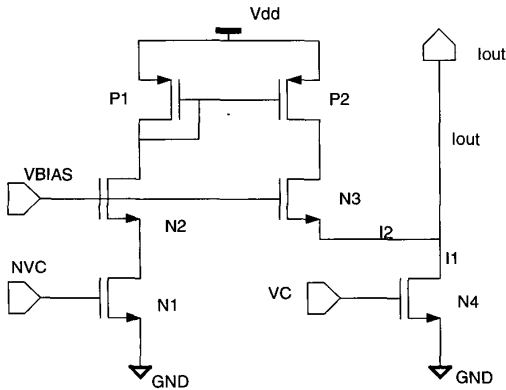 Vdd
Iout
P1
P2
Iout
VBIAS
N2
N3
I2
I1
NVC
N1
VC
N4
GND
GND